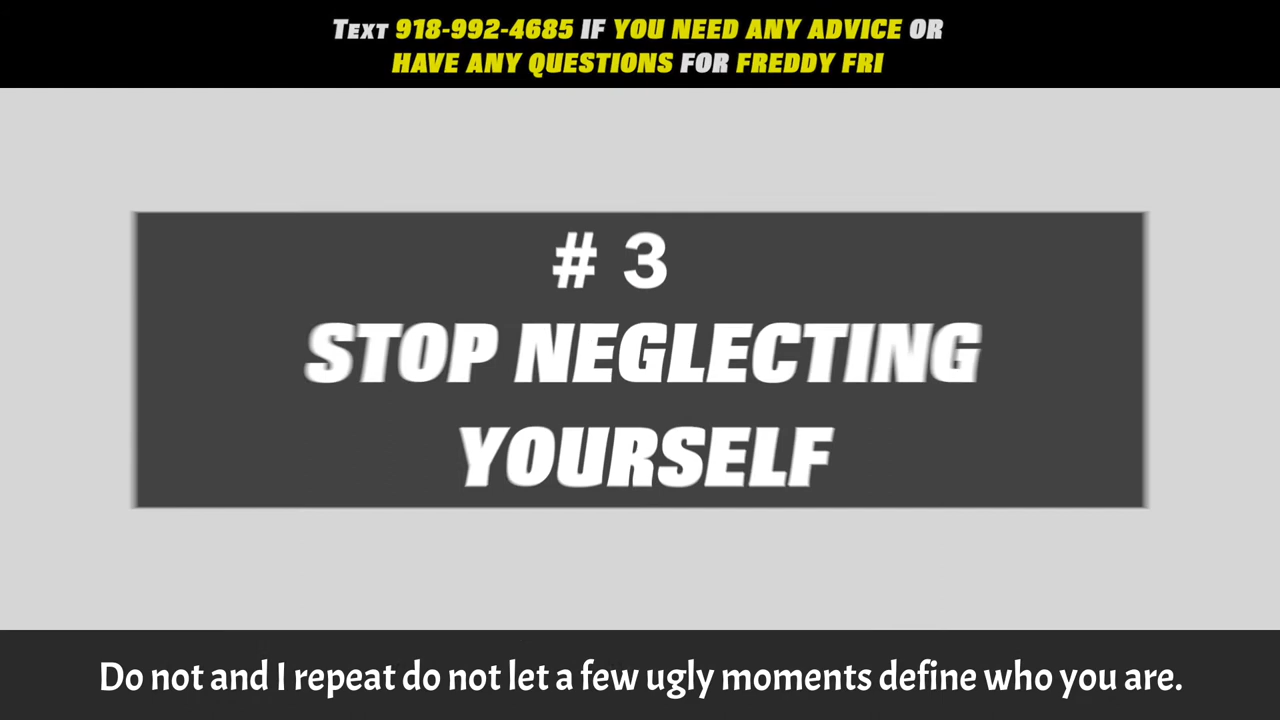 Text 918-992-4685 IF YOU NEED ANY ADVICE OR
HAVE ANY QUESTIONS FOR FREDDY FRI
# 3
STOP NEGLECTING
YOURSELF
Do not and I repeat do not let a few ugly moments define who you are.